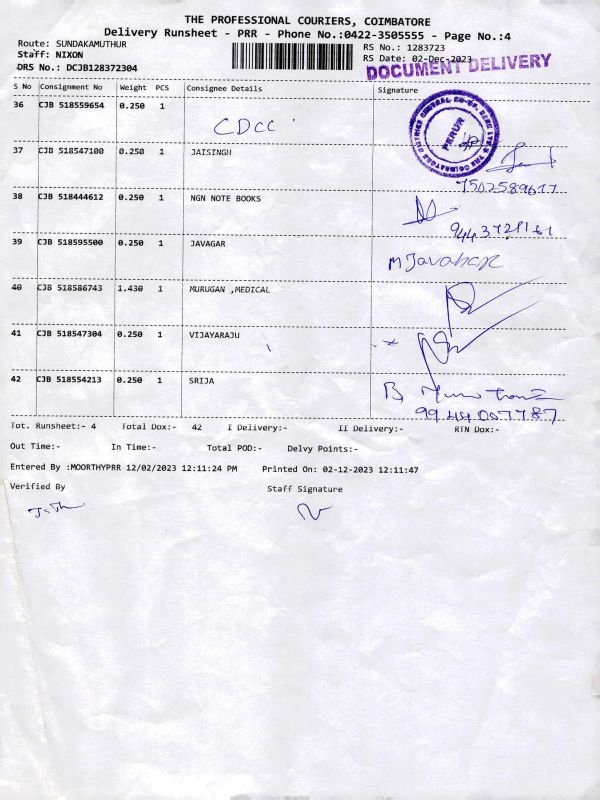 THE PROFESSIONAL COURIERS, COIMBATORE
Delivery Runsheet - PRR - Phone No.:0422-3505555 - Page No.:4
Route: SUNDAKAMUTHUR
RS No.: 1283723
Staff: NIXON
RS Date: 02-Dec-2023
DRS No.: DCJB128372304
DOCUMENT DELIVERY
S No Consignment No Weight PCS Consignee Details Signature
36 CJB 518559654 0.250 1
CDCC
PERUR
37 CJB 518547100 0.250 1 JAISINGH
7502589677
38 CJB 518444612 0.250 1 NGN NOTE BOOKS
39 CJB 518595500 0.250 1 JAVAGAR
M Javahar
40 CJB 518586743 1.430 1 MURUGAN ,MEDICAL
41 CJB 518547304 0.250 1 VIJAYARAJU
42 CJB 518554213 0.250 1 SRIJA
9944007787
Tot. Runsheet:- 4 Total Dox:- 42 I Delivery:- II Delivery:- RTN Dox:-
Out Time:- In Time:- Total POD:- Delvy Points:-
Entered By :MOORTHYPRR 12/02/2023 12:11:24 PM Printed On: 02-12-2023 12:11:47
Verified By Staff Signature